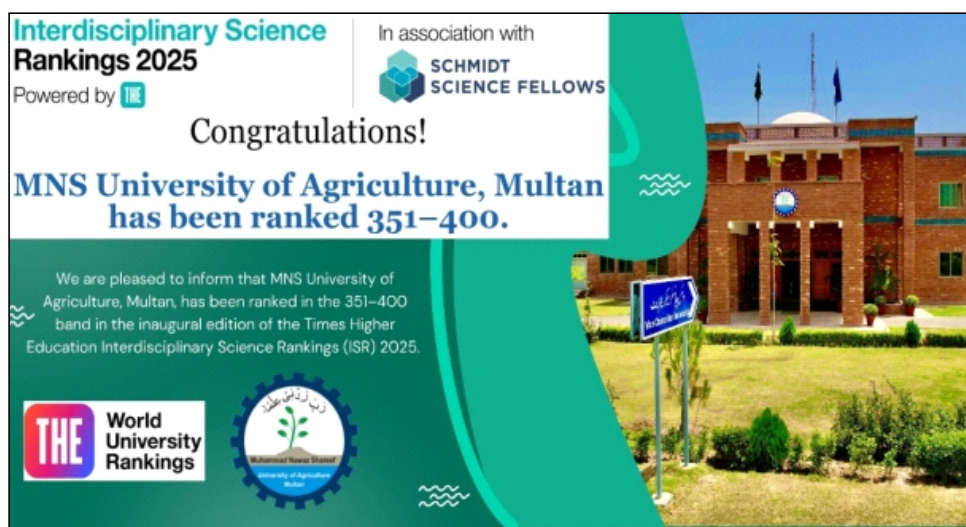 Interdisciplinary Science
Rankings 2025
Powered by THE
In association with
SCHMIDT
SCIENCE FELLOWS
Congratulations!
MNS University of Agriculture, Multan
has been ranked 351–400.
We are pleased to inform that MNS University of
Agriculture, Multan, has been ranked in the 351–400
band in the inaugural edition of the Times Higher
Education Interdisciplinary Science Rankings (ISR) 2025.
THE
World
University
Rankings
Muhammad Nawaz Shareef
University of Agriculture
Multan